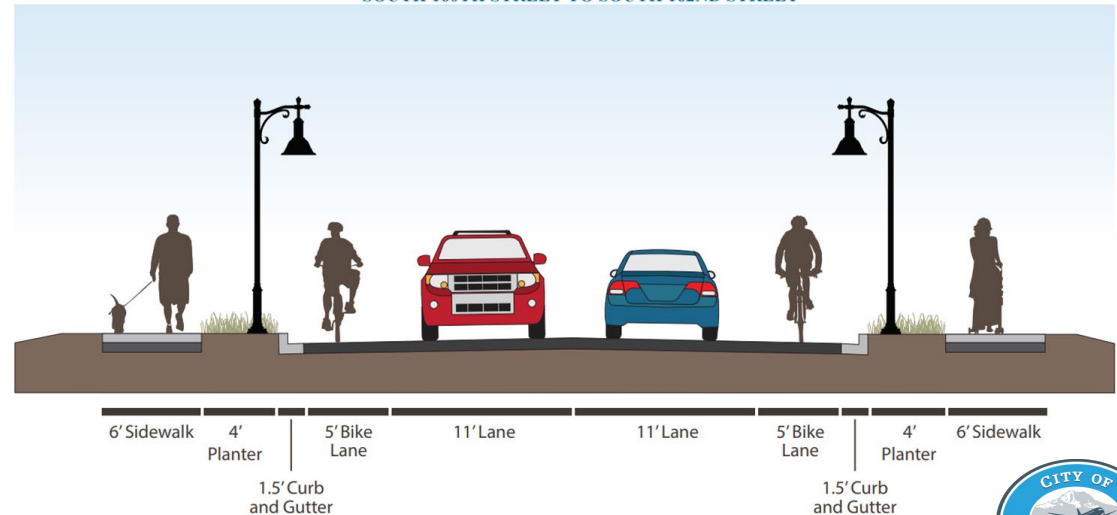 6' Sidewalk
4'
Planter
1.5' Curb
and Gutter
5' Bike
Lane
11' Lane
11' Lane
5' Bike
Lane
1.5' Curb
and Gutter
4'
Planter
6' Sidewalk
CITY OF